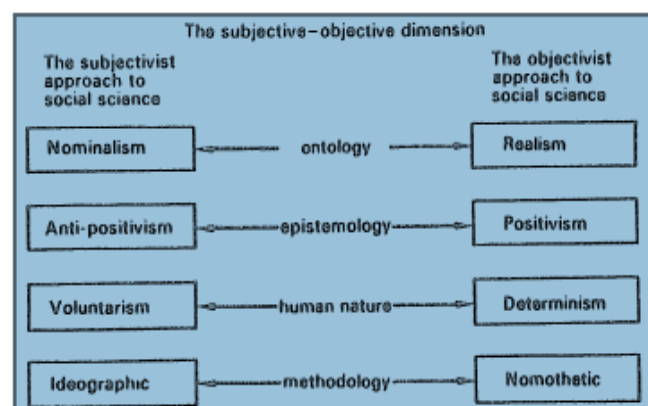 The subjective–objective dimension
The subjectivist
approach to
social science
The objectivist
approach to
social science
Nominalism
ontology
Realism
Anti-positivism
epistemology
Positivism
Voluntarism
human nature
Determinism
Ideographic
methodology
Nomothetic